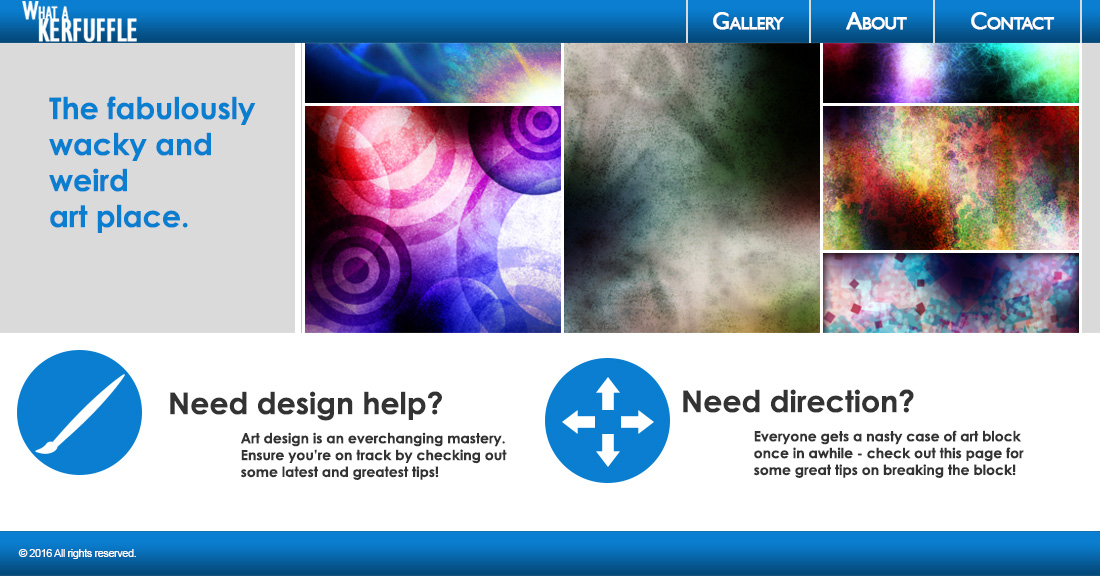 What a
Kerfuffle
Gallery
About
Contact
The fabulously
wacky and
weird
art place.
Need design help?
Art design is an everchanging mastery.
Ensure you're on track by checking out
some latest and greatest tips!
Need direction?
Everyone gets a nasty case of art block
once in awhile - check out this page for
some great tips on breaking the block!
© 2016 All rights reserved.